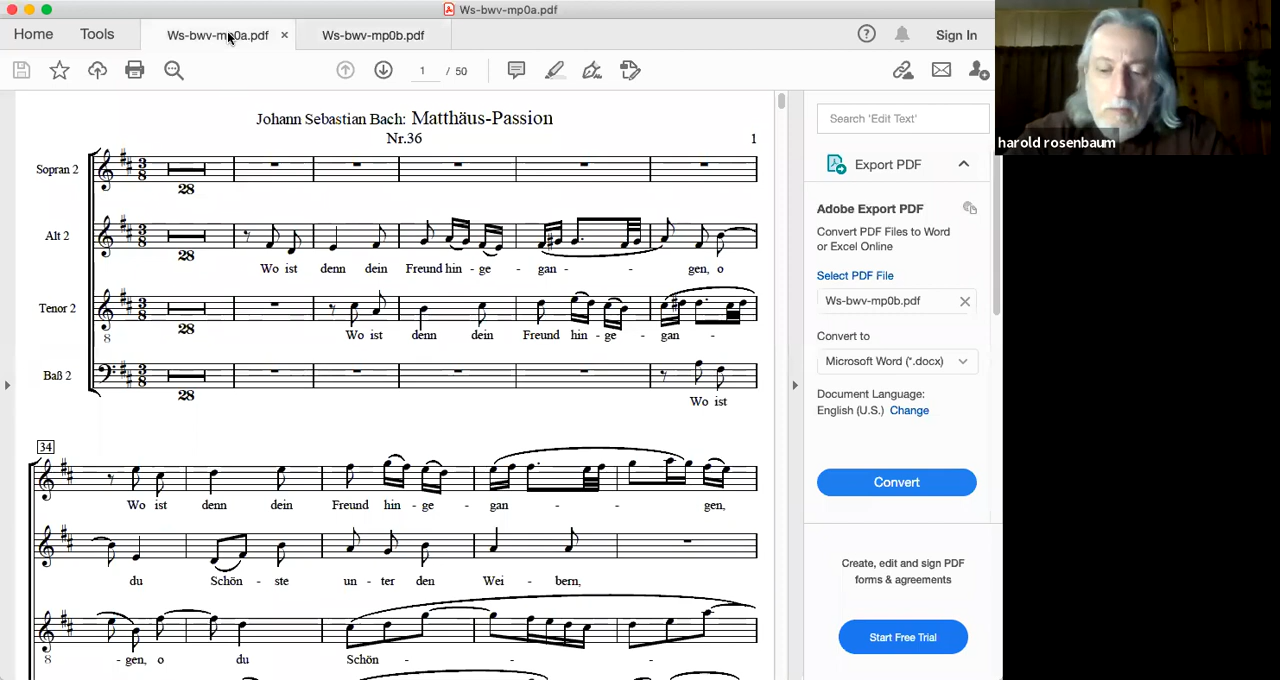 Ws-bwv-mp0a.pdf
Home Tools Ws-bwv-mp0a.pdf × Ws-bwv-mp0b.pdf Sign In
1 / 50
Johann Sebastian Bach: Matthäus-Passion
Nr.36 1
Sopran 2
28
Alt 2
28
Wo ist denn dein Freund hin - ge - gan - - gen, o
Tenor 2
8
28
Wo ist denn dein Freund hin - ge - gan -
Baß 2
28
Wo ist
34
Wo ist denn dein Freund hin - ge - gan - - gen,
du Schön - ste un - ter den Wei - bern,
8
- gen, o du Schön - - -
Search 'Edit Text'
Export PDF
Adobe Export PDF
Convert PDF Files to Word
or Excel Online
Select PDF File
Ws-bwv-mp0b.pdf
Convert to
Microsoft Word (*.docx)
Document Language:
English (U.S.) Change
Convert
Create, edit and sign PDF
forms & agreements
Start Free Trial
harold rosenbaum